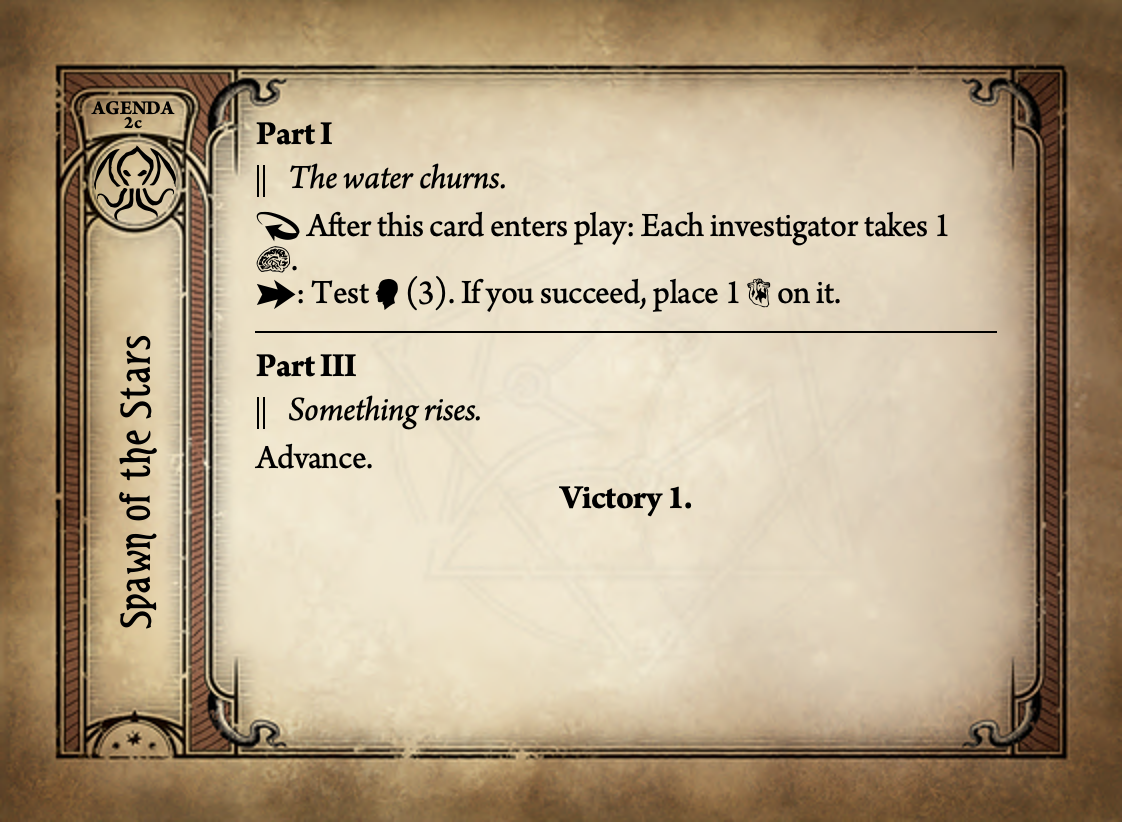 AGENDA
2c
Spawn of the Stars
Part I
The water churns.
After this card enters play: Each investigator takes 1
.
: Test (3). If you succeed, place 1 on it.
Part III
Something rises.
Advance.
Victory 1.